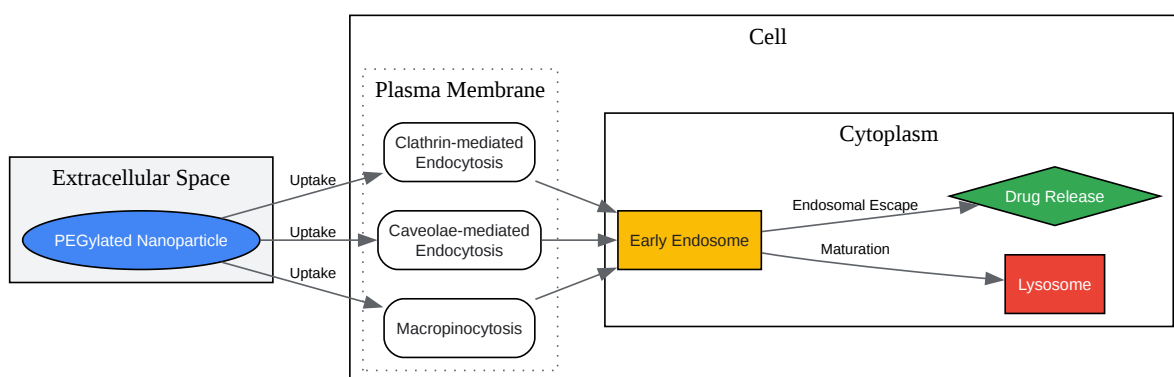 Cell
Plasma Membrane
Clathrin-mediated
Endocytosis
Cytoplasm
Extracellular Space
Uptake
Drug Release
Endosomal Escape
PEGylated Nanoparticle
Uptake
Caveolae-mediated
Endocytosis
Early Endosome
Maturation
Uptake
Lysosome
Macropinocytosis